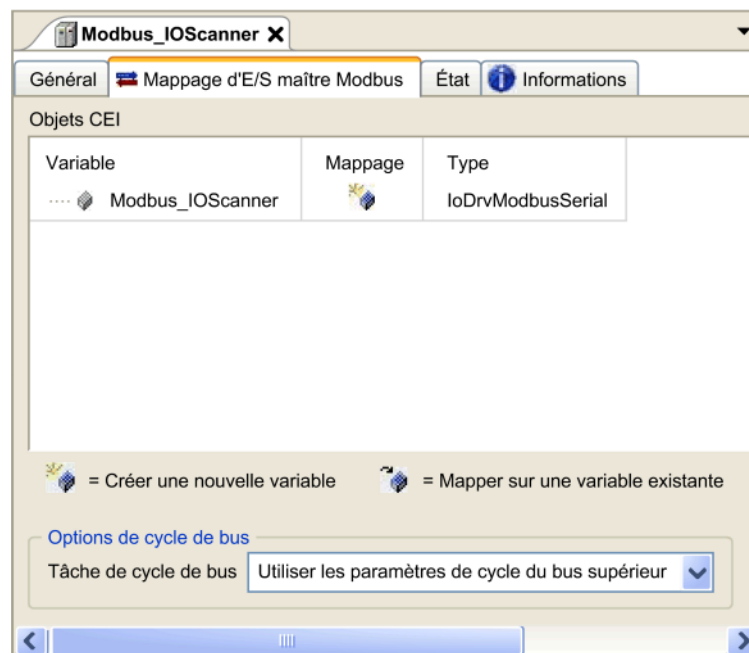 Modbus_IOScanner
Général Mappage d'E/S maître Modbus État Informations
Objets CEI
Variable Mappage Type
Modbus_IOScanner IoDrvModbusSerial
= Créer une nouvelle variable = Mapper sur une variable existante
Options de cycle de bus
Tâche de cycle de bus Utiliser les paramètres de cycle du bus supérieur